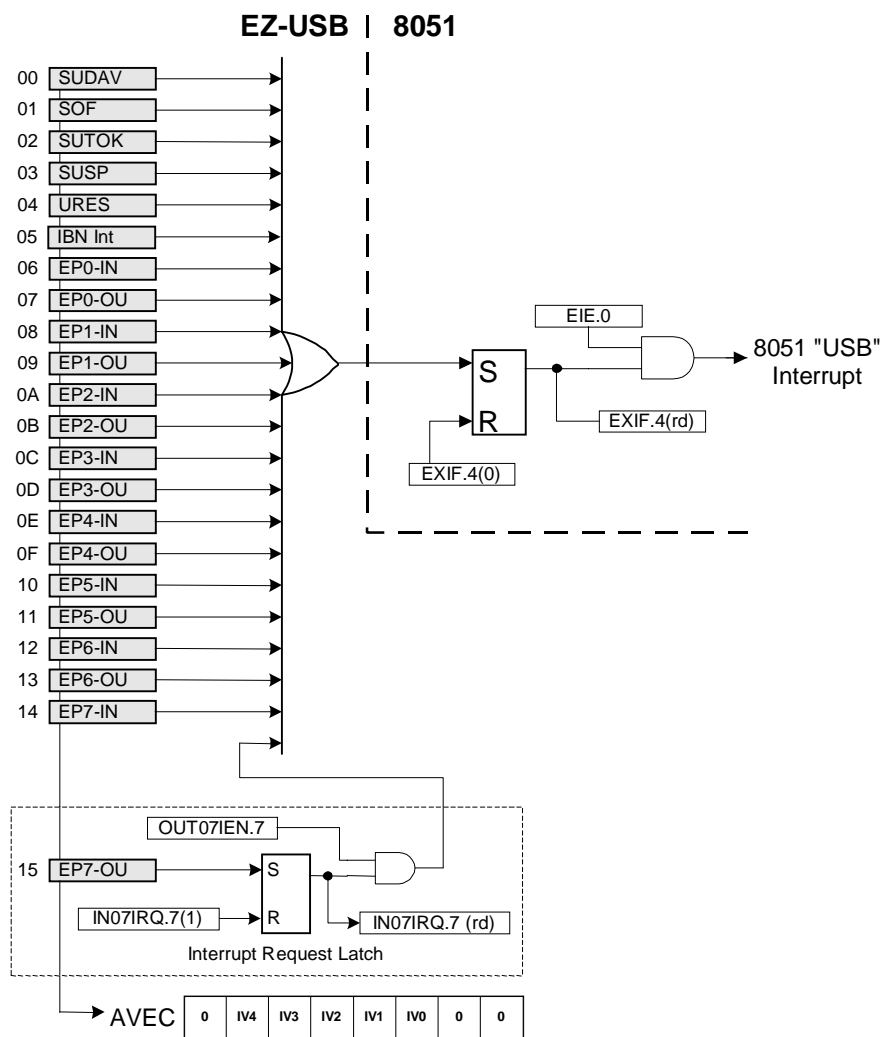 EZ-USB 8051
00 SUDAV
01 SOF
02 SUTOK
03 SUSP
04 URES
05 IBN Int
06 EP0-IN
07 EP0-OU
08 EP1-IN
09 EP1-OU
0A EP2-IN
0B EP2-OU
0C EP3-IN
0D EP3-OU
0E EP4-IN
0F EP4-OU
10 EP5-IN
11 EP5-OU
12 EP6-IN
13 EP6-OU
14 EP7-IN
EIE.0
S
R
8051 "USB"
Interrupt
EXIF.4(rd)
EXIF.4(0)
OUT07IEN.7
15 EP7-OU
S
IN07IRQ.7(1)
R
IN07IRQ.7 (rd)
Interrupt Request Latch
AVEC 0 IV4 IV3 IV2 IV1 IV0 0 0